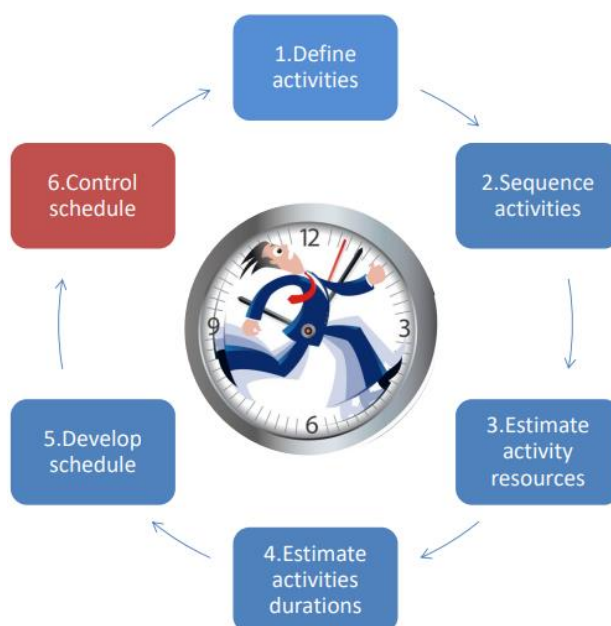 1.Define
activities
2.Sequence
activities
3.Estimate
activity
resources
4.Estimate
activities
durations
5.Develop
schedule
6.Control
schedule
12
3
6
9